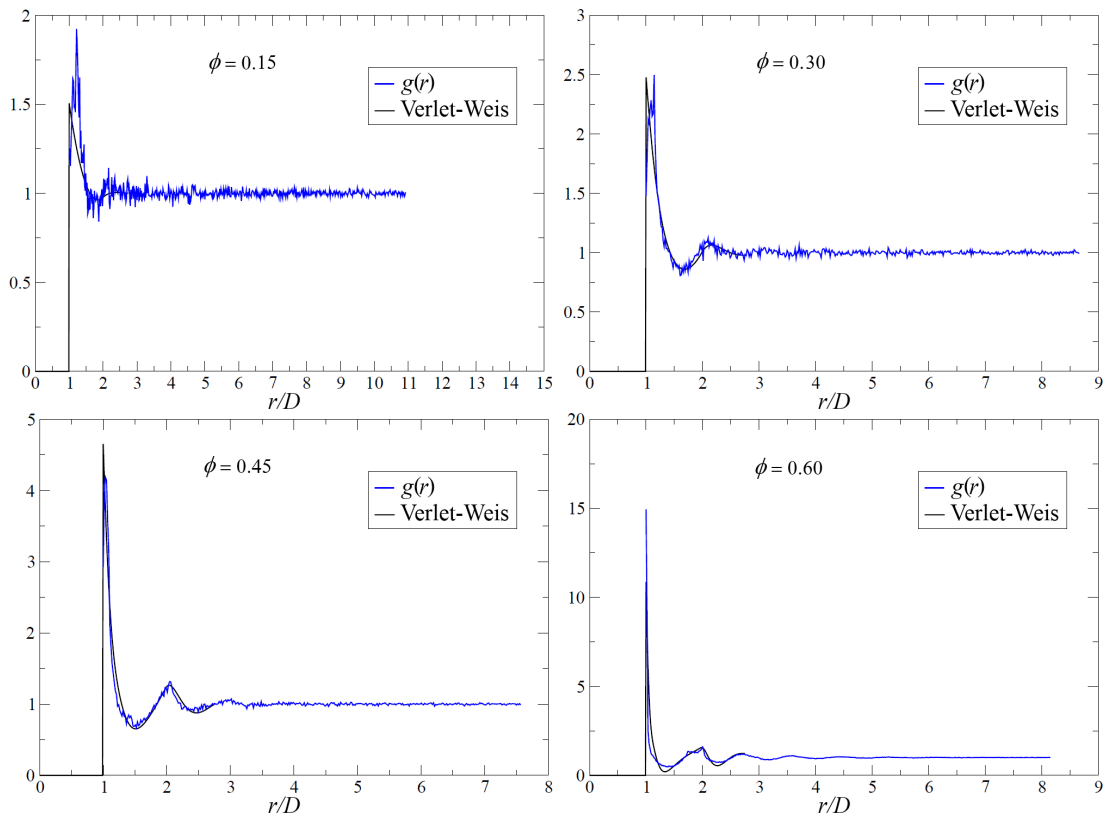 2
1.5
1
0.5
0
ϕ = 0.15
g(r)
Verlet-Weis
0 1 2 3 4 5 6 7 8 9 10 11 12 13 14 15
r/D
3
2.5
2
1.5
1
0.5
0
ϕ = 0.30
g(r)
Verlet-Weis
0 1 2 3 4 5 6 7 8 9
r/D
5
4
3
2
1
0
ϕ = 0.45
g(r)
Verlet-Weis
0 1 2 3 4 5 6 7 8
r/D
20
15
10
5
0
ϕ = 0.60
g(r)
Verlet-Weis
0 1 2 3 4 5 6 7 8 9
r/D